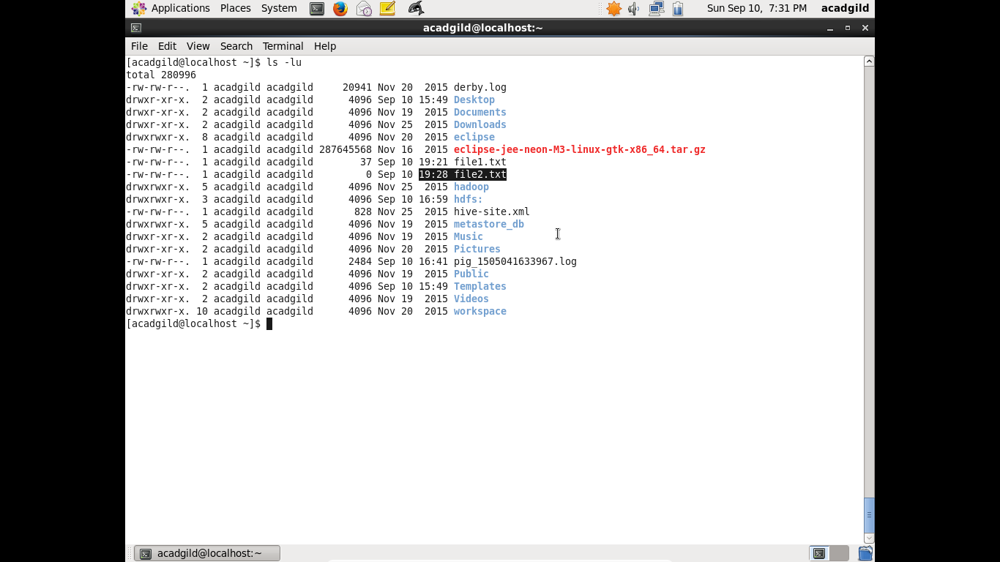 Applications Places System Sun Sep 10, 7:31 PM acadgild
acadgild@localhost:~
File Edit View Search Terminal Help
[acadgild@localhost ~]$ ls -lu
total 280996
-rw-rw-r--. 1 acadgild acadgild 20941 Nov 20 2015 derby.log
drwxr-xr-x. 2 acadgild acadgild 4096 Sep 10 15:49 Desktop
drwxr-xr-x. 2 acadgild acadgild 4096 Nov 19 2015 Documents
drwxr-xr-x. 2 acadgild acadgild 4096 Nov 25 2015 Downloads
drwxrwxr-x. 8 acadgild acadgild 4096 Nov 20 2015 eclipse
-rw-rw-r--. 1 acadgild acadgild 287645568 Nov 16 2015 eclipse-jee-neon-M3-linux-gtk-x86_64.tar.gz
-rw-rw-r--. 1 acadgild acadgild 37 Sep 10 19:21 file1.txt
-rw-rw-r--. 1 acadgild acadgild 0 Sep 10 19:28 file2.txt
drwxrwxr-x. 5 acadgild acadgild 4096 Nov 25 2015 hadoop
drwxrwxr-x. 3 acadgild acadgild 4096 Sep 10 16:59 hdfs:
-rw-rw-r--. 1 acadgild acadgild 828 Nov 25 2015 hive-site.xml
drwxrwxr-x. 5 acadgild acadgild 4096 Nov 19 2015 metastore_db
drwxr-xr-x. 2 acadgild acadgild 4096 Nov 19 2015 Music
drwxr-xr-x. 2 acadgild acadgild 4096 Nov 20 2015 Pictures
-rw-rw-r--. 1 acadgild acadgild 2484 Sep 10 16:41 pig_1505041633967.log
drwxr-xr-x. 2 acadgild acadgild 4096 Nov 19 2015 Public
drwxr-xr-x. 2 acadgild acadgild 4096 Sep 10 15:49 Templates
drwxr-xr-x. 2 acadgild acadgild 4096 Nov 19 2015 Videos
drwxrwxr-x. 10 acadgild acadgild 4096 Nov 20 2015 workspace
[acadgild@localhost ~]$
acadgild@localhost:~